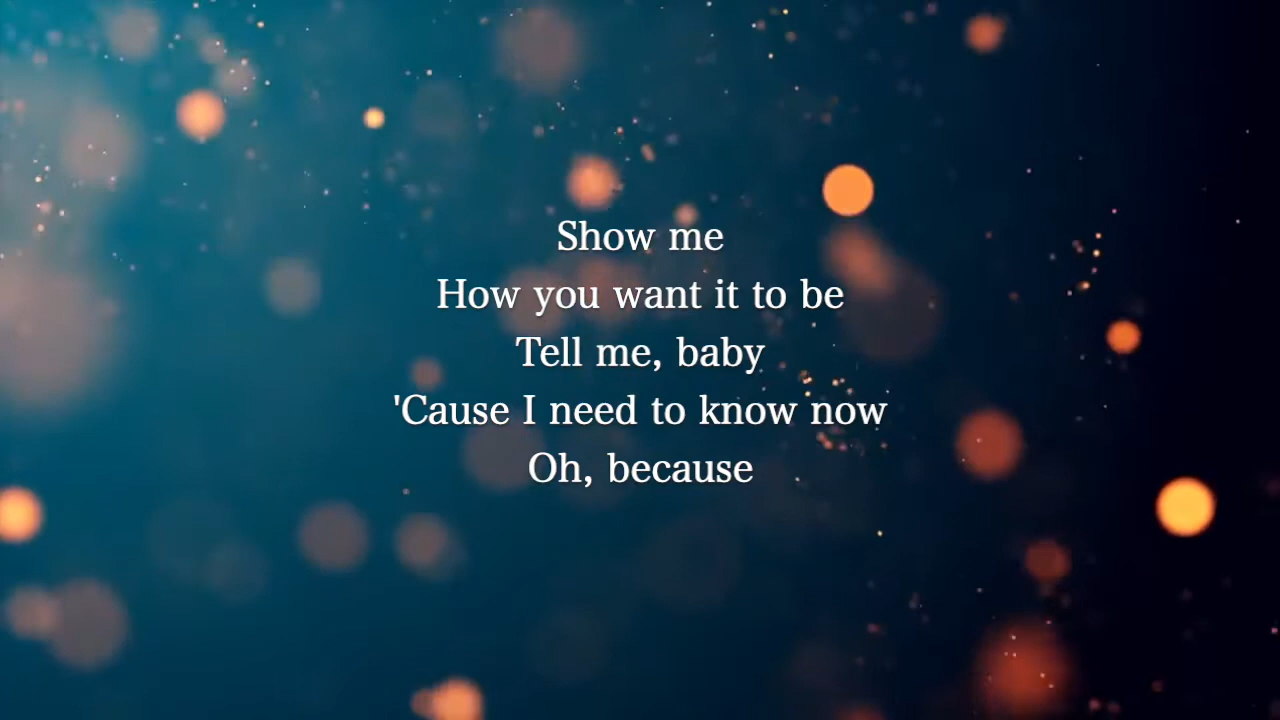 Show me
How you want it to be
Tell me, baby
'Cause I need to know now
Oh, because